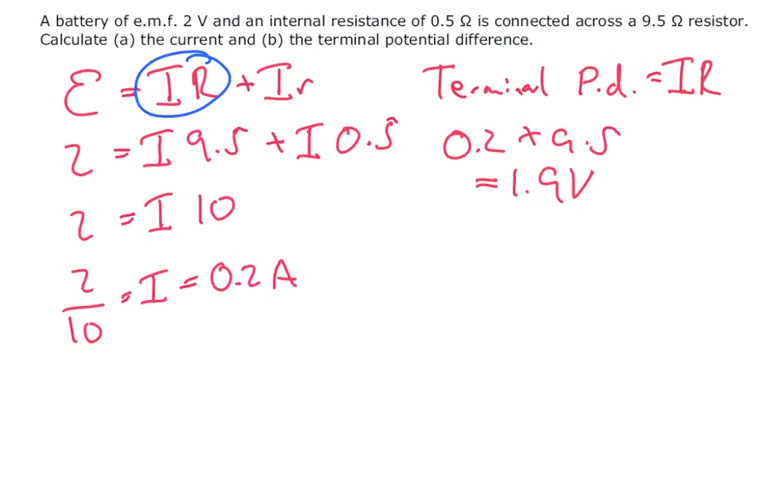 A battery of e.m.f. 2 V and an internal resistance of 0.5 Ω is connected across a 9.5 Ω resistor.
Calculate (a) the current and (b) the terminal potential difference.
Ɛ = IR + Ir
2 = I 9.5 + I 0.5
2 = I 10
2/10 = I = 0.2 A
Terminal P.d. = IR
0.2 × 9.5
= 1.9V